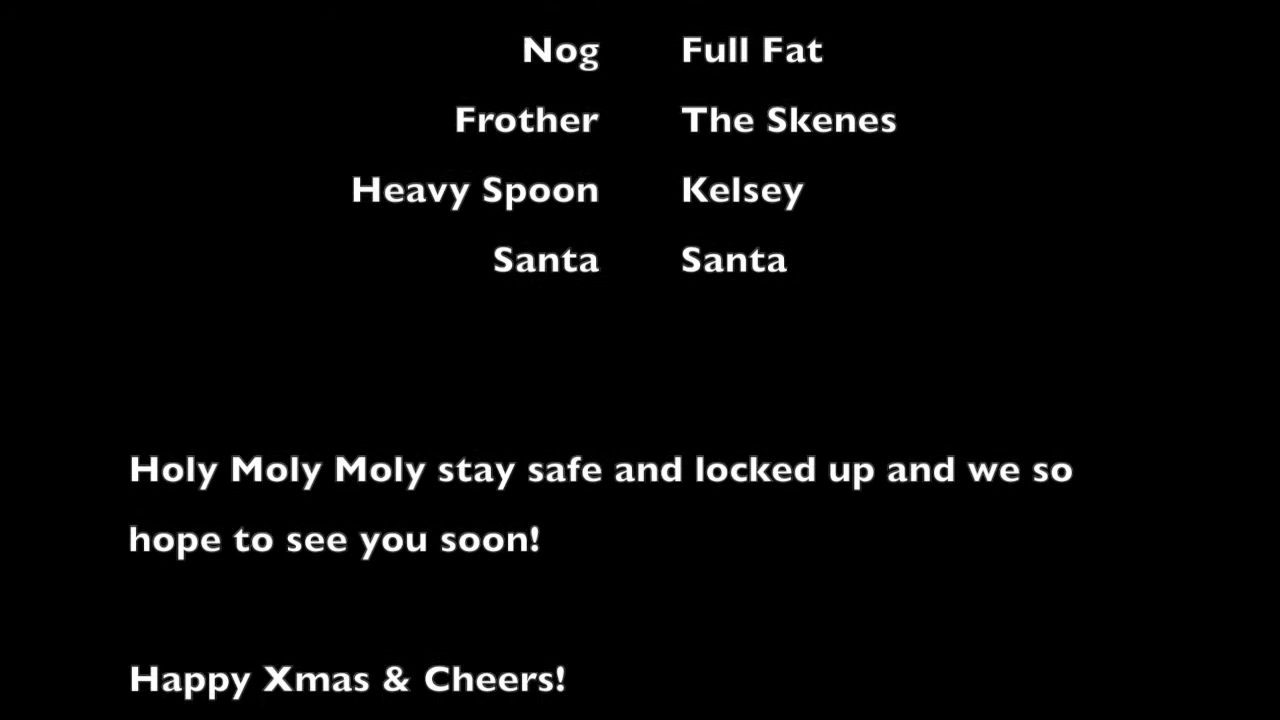 Nog Full Fat
Frother The Skenes
Heavy Spoon Kelsey
Santa Santa
Holy Moly Moly stay safe and locked up and we so
hope to see you soon!
Happy Xmas & Cheers!